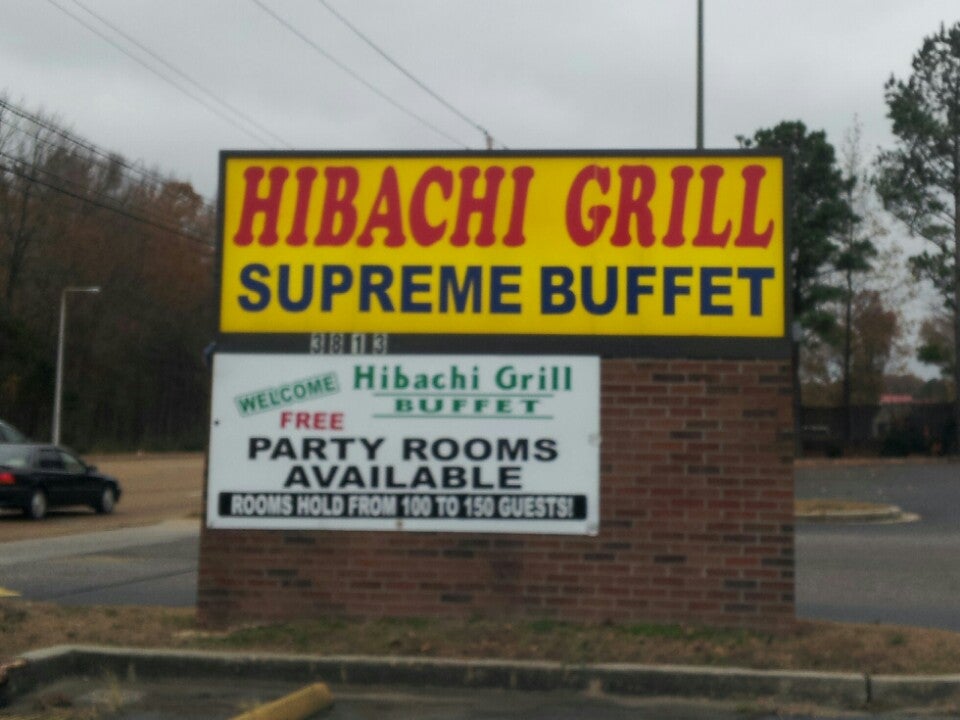 HIBACHI GRILL
SUPREME BUFFET
3813
WELCOME
Hibachi Grill
BUFFET
FREE
PARTY ROOMS
AVAILABLE
ROOMS HOLD FROM 100 TO 150 GUESTS!